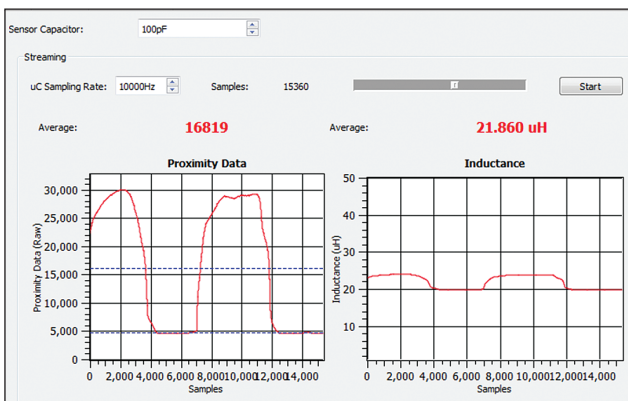 Sensor Capacitor: 100pF
Streaming
uC Sampling Rate: 10000Hz Samples: 15360 Start
Average: 16819 Average: 21.860 uH
Proximity Data
Proximity Data (Raw)
30,000
25,000
20,000
15,000
10,000
5,000
0
0 2,000 4,000 6,000 8,000 10,000 12,000 14,000
Samples
Inductance
Inductance (uH)
50
40
30
20
10
0 2,000 4,000 6,000 8,000 10,000 12,000 14,000
Samples